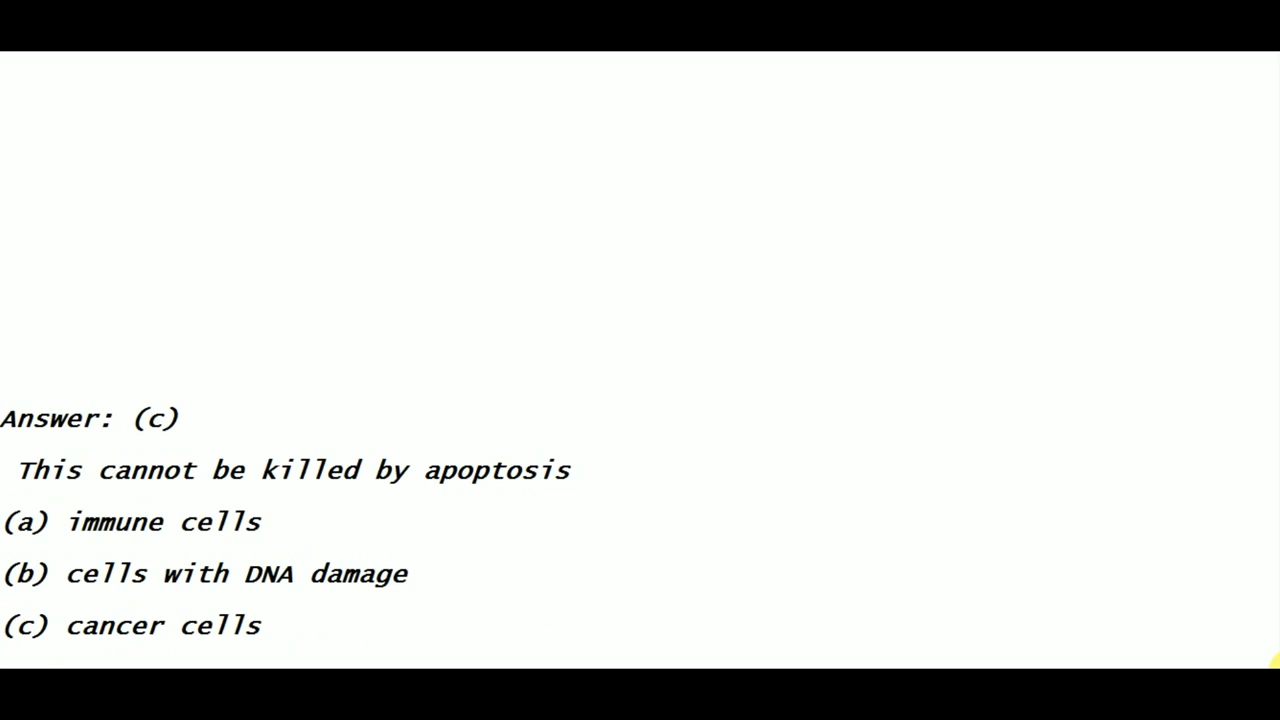 Answer: (c)
This cannot be killed by apoptosis
(a) immune cells
(b) cells with DNA damage
(c) cancer cells